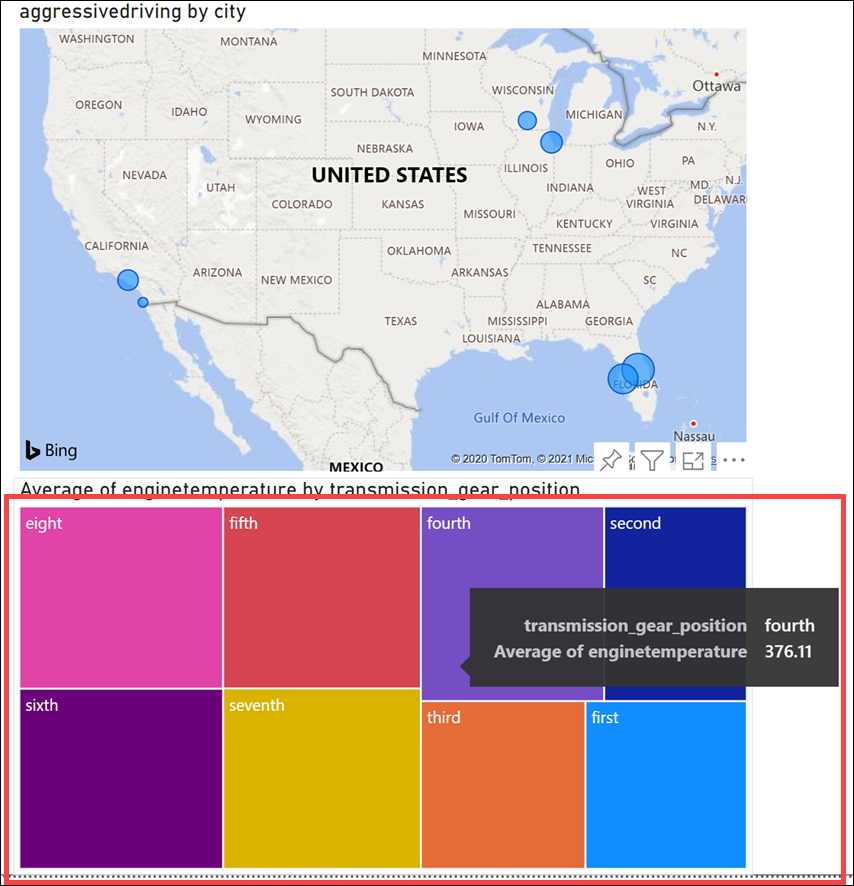 aggressivedriving by city
WASHINGTON
MONTANA
MINNESOTA
OREGON
IDAHO
WYOMING
SOUTH DAKOTA
WISCONSIN
MICHIGAN
Ottawa
IOWA
N.Y.
NEBRASKA
NEVADA
UTAH
UNITED STATES
ILLINOIS
OHIO
PA
INDIANA
MD
N.J.
COLORADO
KANSAS
MISSOURI
WEST
VIRGINIA
DELAWAR
KENTUCKY
VIRGINIA
CALIFORNIA
OKLAHOMA
TENNESSEE
NC
ARIZONA
NEW MEXICO
ARKANSAS
SC
ALABAMA
TEXAS
MISSISSIPPI
GEORGIA
LOUISIANA
FLORIDA
Gulf Of Mexico
Nassau
Bing
MEXICO
© 2020 TomTom, © 2021 Mic
Average of enginetemperature by transmission_gear_position
eight
fifth
fourth
second
transmission_gear_position fourth
Average of enginetemperature 376.11
sixth
seventh
third
first